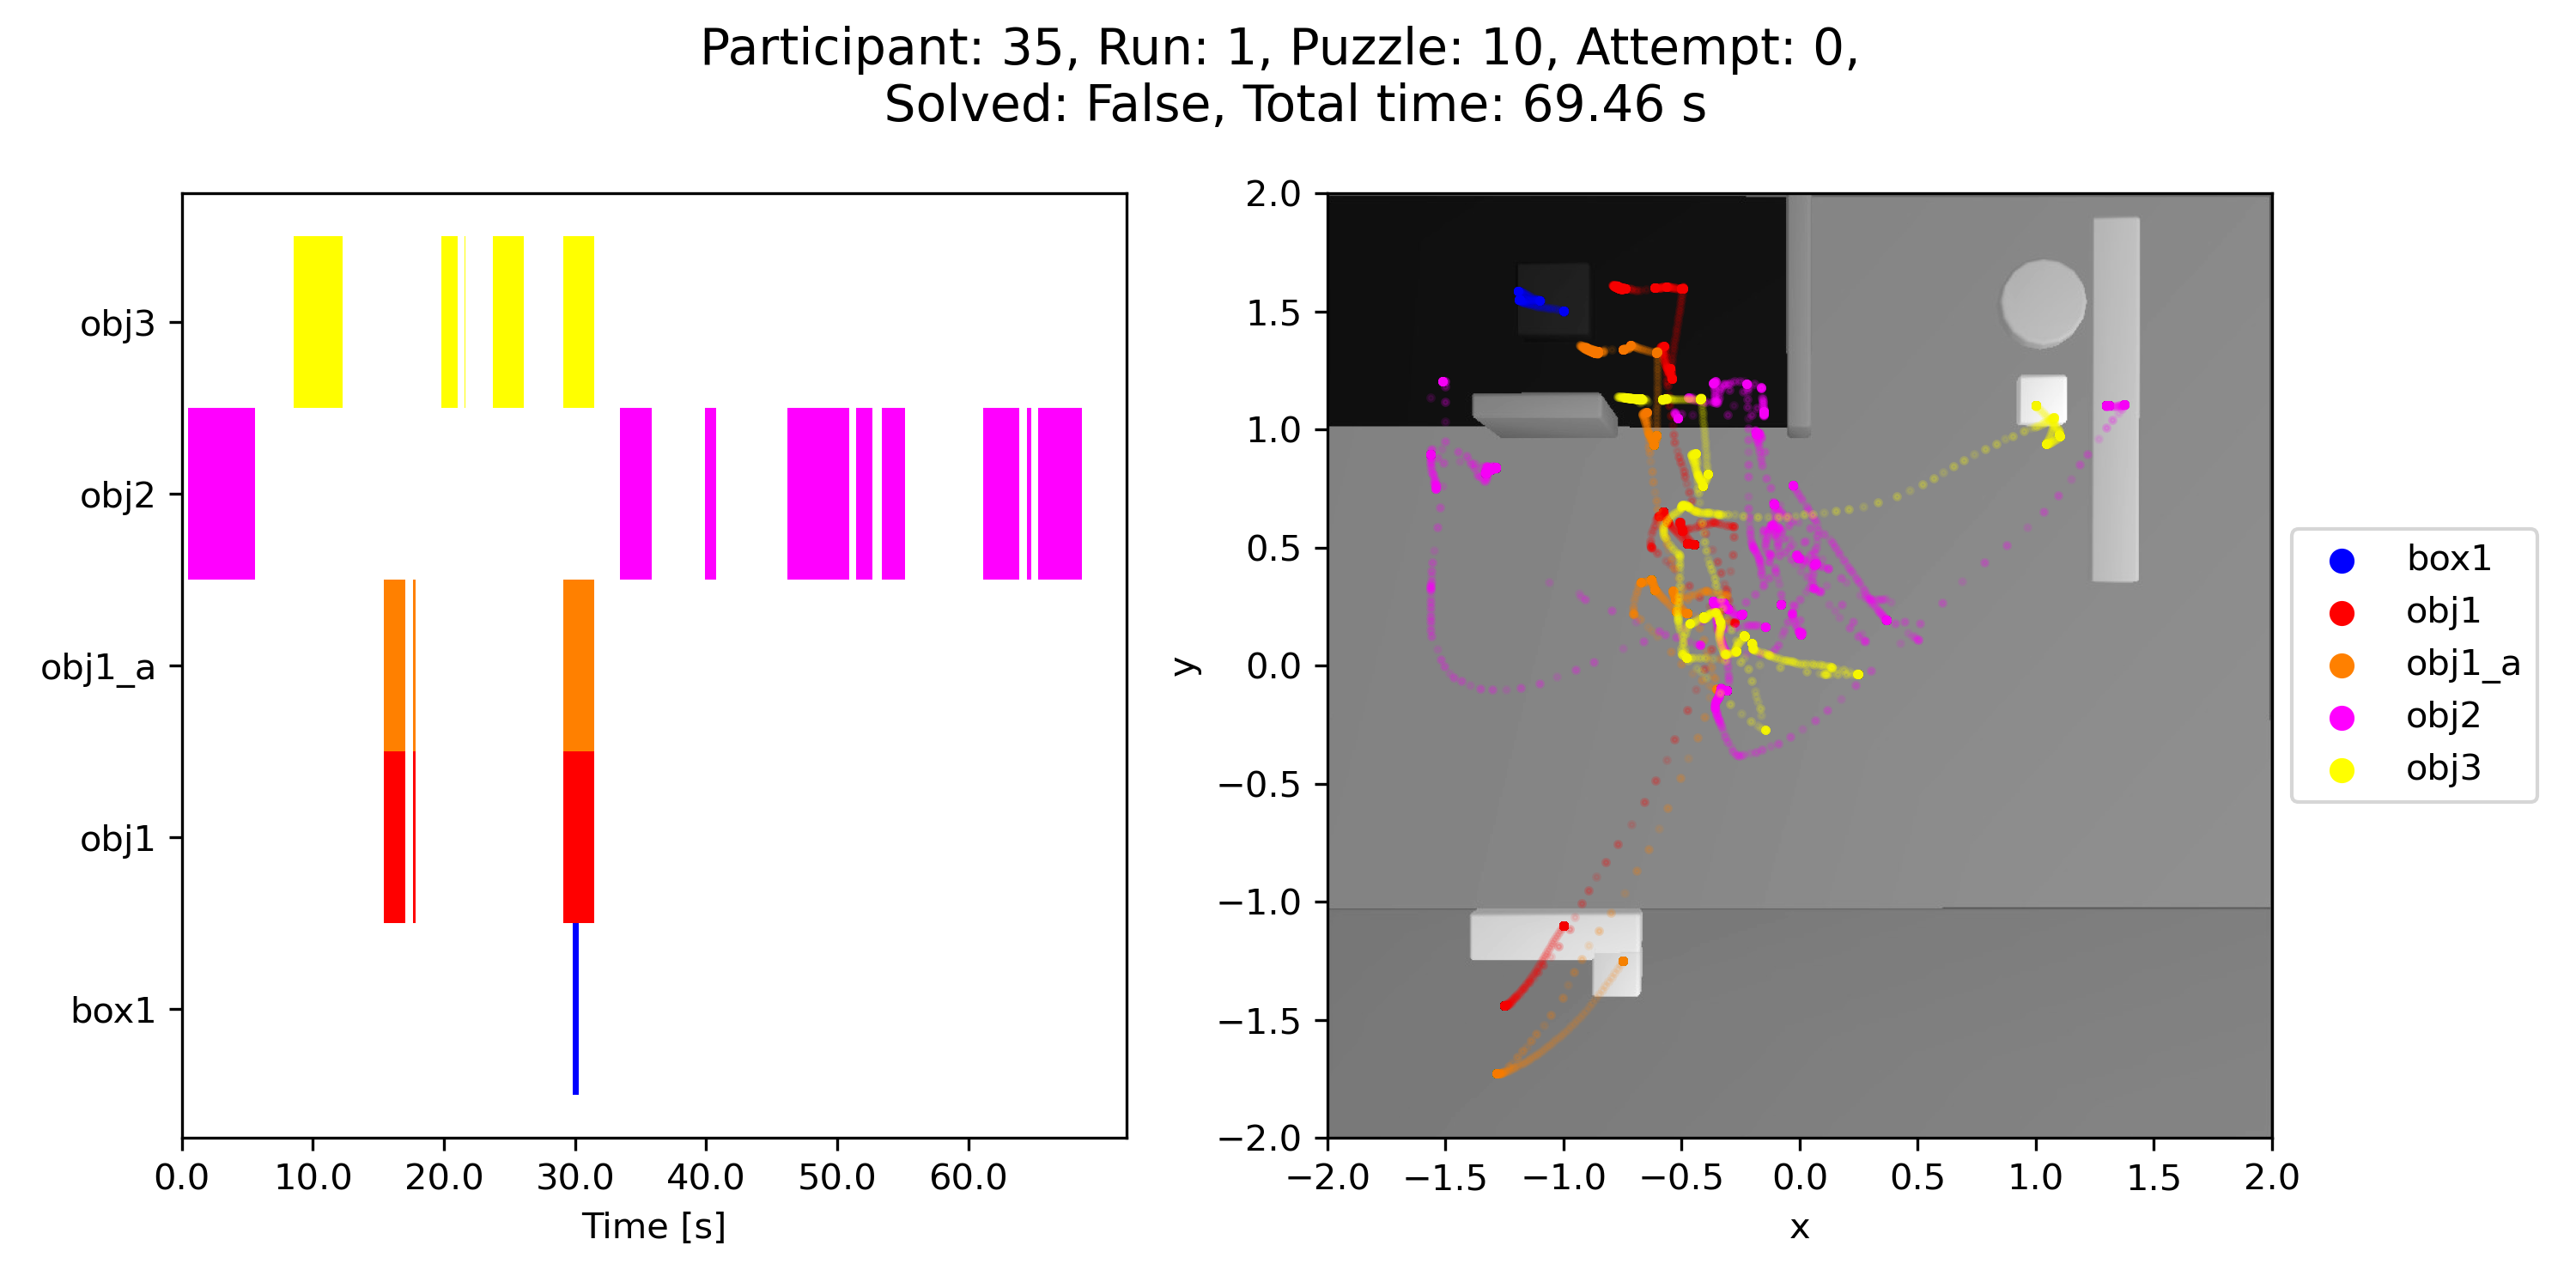 Participant: 35, Run: 1, Puzzle: 10, Attempt: 0,
Solved: False, Total time: 69.46 s
obj3
obj2
obj1_a
obj1
box1
0.0 10.0 20.0 30.0 40.0 50.0 60.0
Time [s]
2.0
1.5
1.0
0.5
0.0
−0.5
−1.0
−1.5
−2.0
y
−2.0 −1.5 −1.0 −0.5 0.0 0.5 1.0 1.5 2.0
x
box1
obj1
obj1_a
obj2
obj3